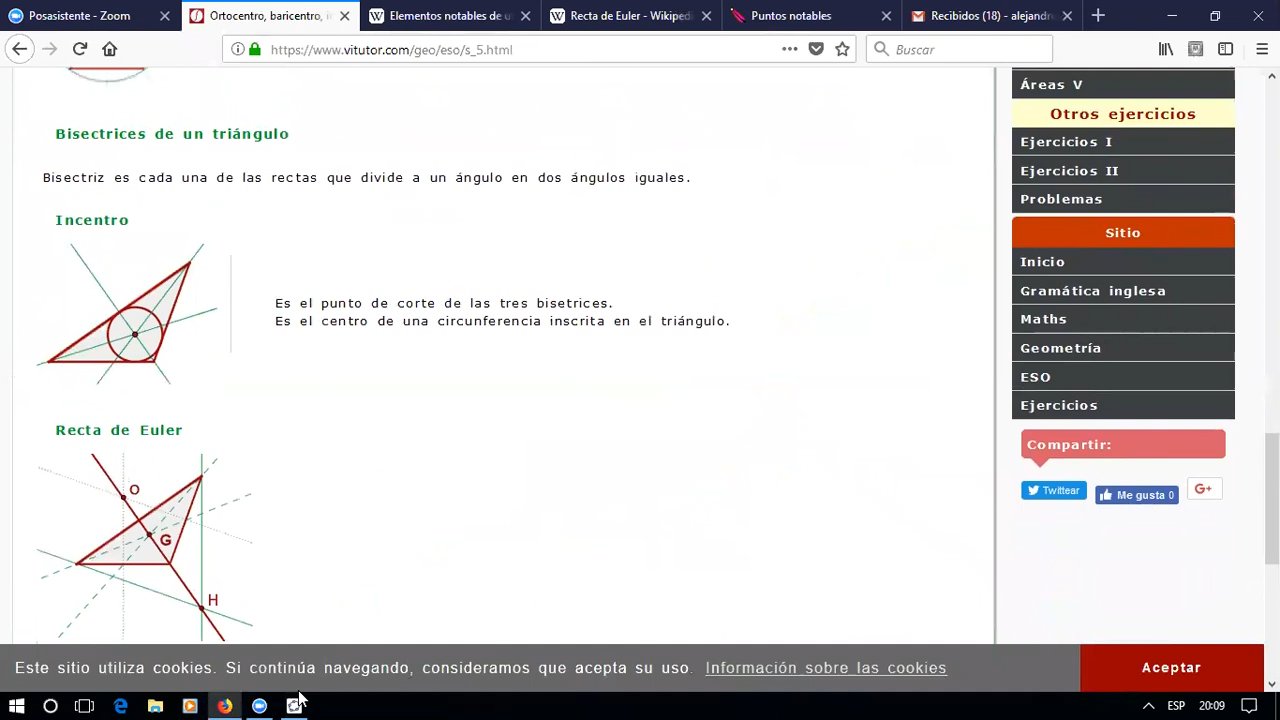 Posasistente - Zoom
Ortocentro, baricentro, i
Elementos notables de un
Recta de Euler - Wikiped
Puntos notables
Recibidos (18) - alejandr
https://www.vitutor.com/geo/eso/s_5.html
Buscar
Bisectrices de un triángulo
Bisectriz es cada una de las rectas que divide a un ángulo en dos ángulos iguales.
Incentro
Es el punto de corte de las tres bisetrices.
Es el centro de una circunferencia inscrita en el triángulo.
Recta de Euler
O
G
H
Áreas V
Otros ejercicios
Ejercicios I
Ejercicios II
Problemas
Sitio
Inicio
Gramática inglesa
Maths
Geometría
ESO
Ejercicios
Compartir:
Twittear
Me gusta 0
G+
Este sitio utiliza cookies. Si continúa navegando, consideramos que acepta su uso. Información sobre las cookies
Aceptar
ESP
20:09